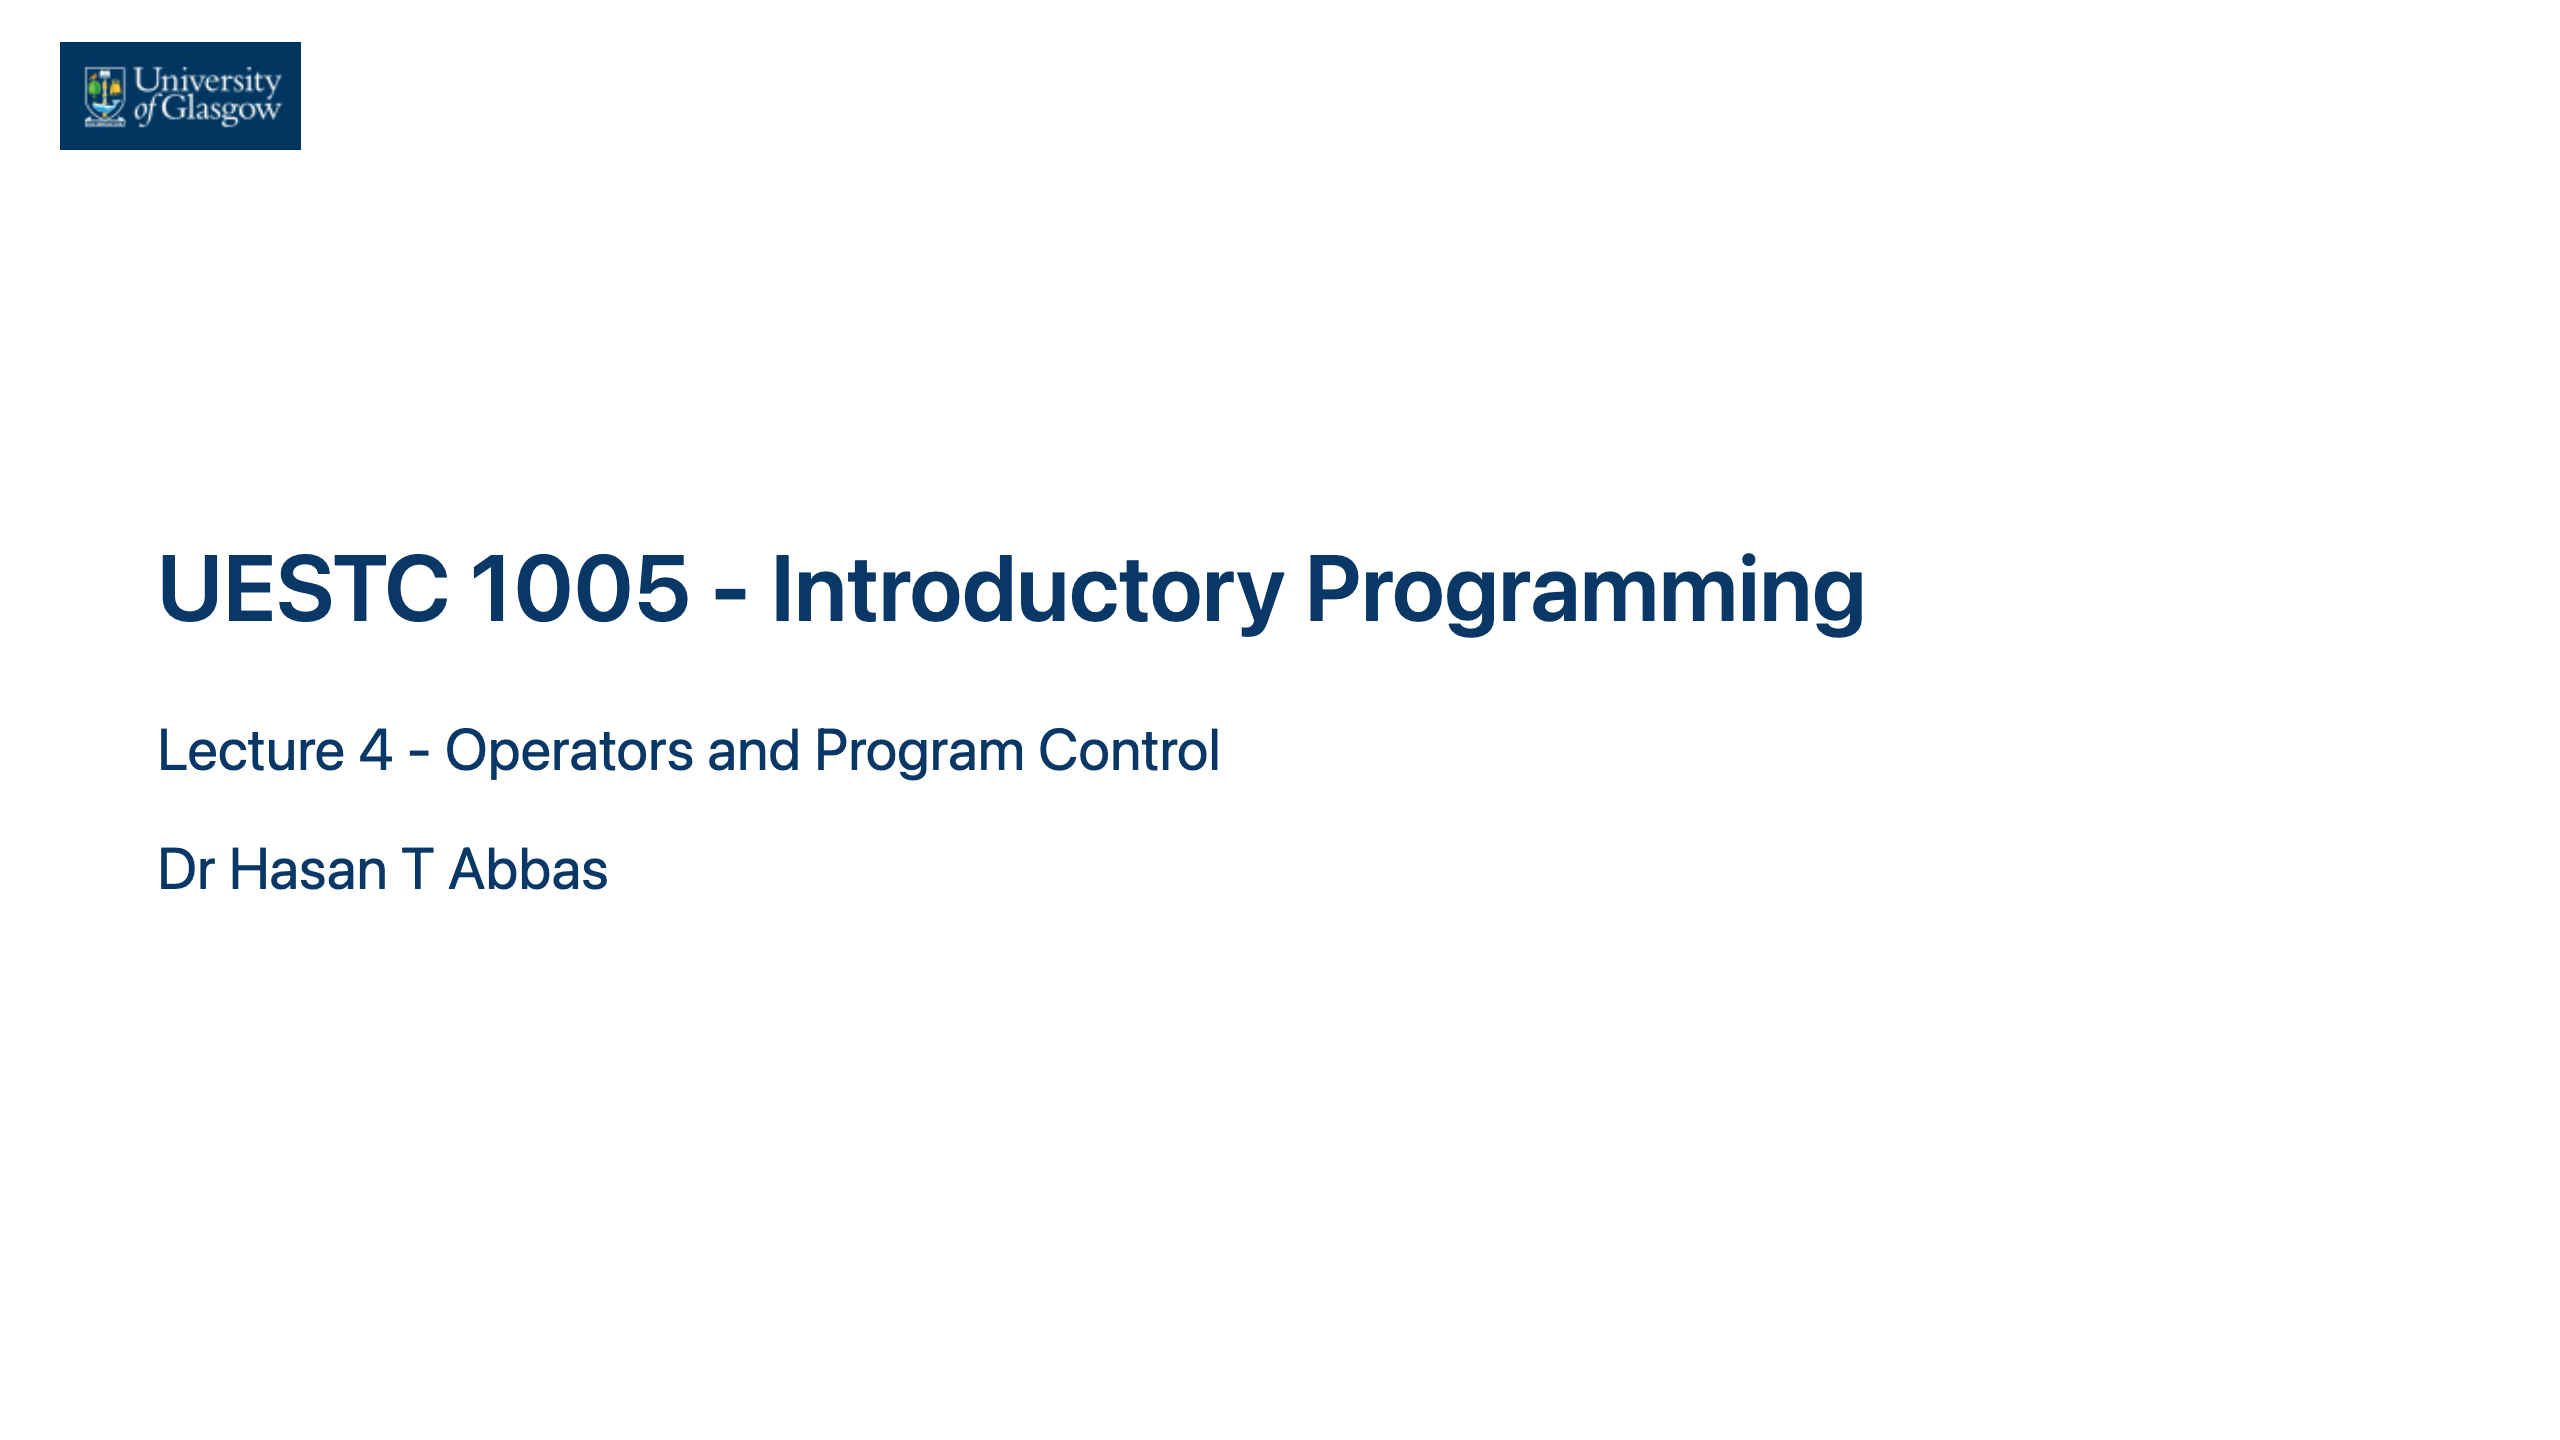 University
of Glasgow
UESTC 1005 - Introductory Programming
Lecture 4 - Operators and Program Control
Dr Hasan T Abbas